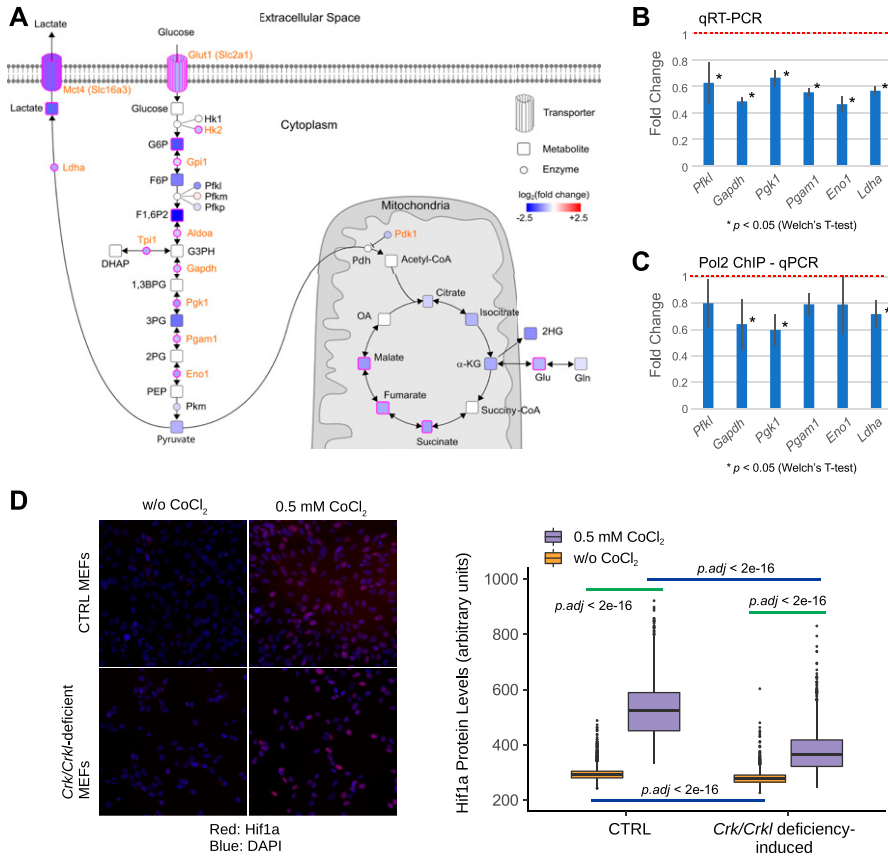 A
Extracellular Space
Lactate
Glucose
Glut1 (Slc2a1)
Mct4 (Slc16a3)
Lactate
Glucose
Hk1
Hk2
Cytoplasm
Transporter
Metabolite
Enzyme
log2(fold change)
-2.5
+2.5
G6P
Gpi1
Ldha
F6P
Pfkl
Pfkm
Pfkp
F1,6P2
Aldoa
Tpi1
DHAP
G3PH
Gapdh
1,3BPG
Pgk1
3PG
Pgam1
2PG
Eno1
PEP
Pkm
Pyruvate
Mitochondria
Pdk1
Pdh
Acetyl-CoA
Citrate
OA
Isocitrate
2HG
Malate
α-KG
Glu
Gln
Fumarate
Succiny-CoA
Succinate
B
qRT-PCR
Fold Change
1
0.8
0.6
0.4
0.2
0
* * * * * *
Pfkl
Gapdh
Pgk1
Pgam1
Eno1
Ldha
* p < 0.05 (Welch's T-test)
C
Pol2 ChIP - qPCR
Fold Change
1
0.8
0.6
0.4
0.2
0
* * *
Pfkl
Gapdh
Pgk1
Pgam1
Eno1
Ldha
* p < 0.05 (Welch's T-test)
D
w/o CoCl2
0.5 mM CoCl2
CTRL MEFs
Crk/Crkl-deficient
MEFs
Red: Hif1a
Blue: DAPI
0.5 mM CoCl2
w/o CoCl2
Hif1a Protein Levels (arbitrary units)
1000
800
600
400
200
p.adj < 2e-16
p.adj < 2e-16
p.adj < 2e-16
p.adj < 2e-16
CTRL
Crk/Crkl deficiency-
induced